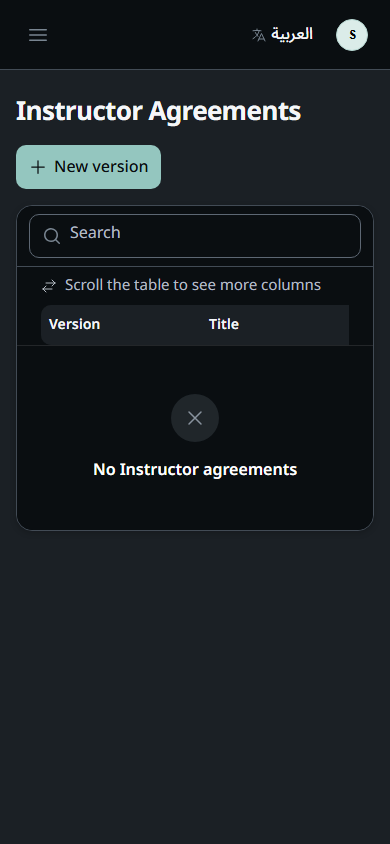 العربية
S
Instructor Agreements
New version
Search
Scroll the table to see more columns
Version Title
No Instructor agreements